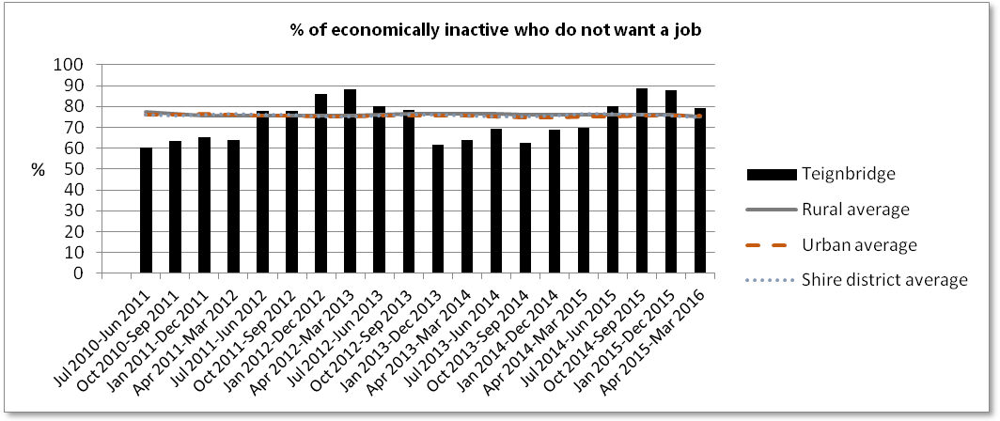 % of economically inactive who do not want a job
100
90
80
70
60
50
40
30
20
10
0
%
Jul 2010-Jun 2011
Oct 2010-Sep 2011
Jan 2011-Dec 2011
Apr 2011-Mar 2012
Jul 2011-Jun 2012
Oct 2011-Sep 2012
Jan 2012-Dec 2012
Apr 2012-Mar 2013
Jul 2012-Jun 2013
Oct 2012-Sep 2013
Jan 2013-Dec 2013
Apr 2013-Mar 2014
Jul 2013-Jun 2014
Oct 2013-Sep 2014
Jan 2014-Dec 2014
Apr 2014-Mar 2015
Jul 2014-Jun 2015
Oct 2014-Sep 2015
Jan 2015-Dec 2015
Apr 2015-Mar 2016
Teignbridge
Rural average
Urban average
Shire district average